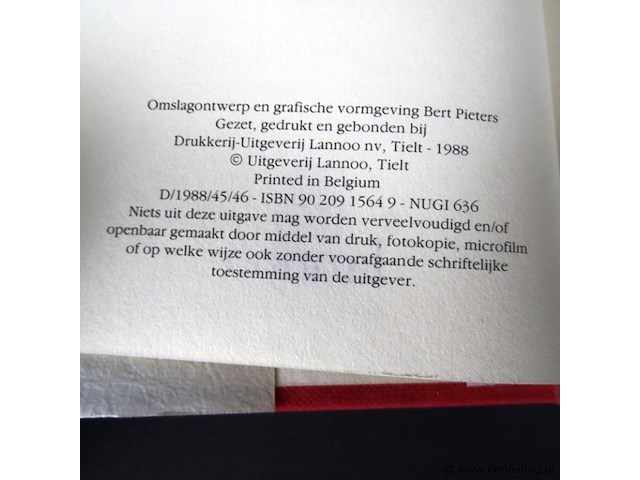 Omslagontwerp en grafische vormgeving Bert Pieters
Gezet, gedrukt en gebonden bij
Drukkerij-Uitgeverij Lannoo nv, Tielt - 1988
© Uitgeverij Lannoo, Tielt
Printed in Belgium
D/1988/45/46 - ISBN 90 209 1564 9 - NUGI 636
Niets uit deze uitgave mag worden verveelvoudigd en/of
openbaar gemaakt door middel van druk, fotokopie, microfilm
of op welke wijze ook zonder voorafgaande schriftelijke
toestemming van de uitgever.
© www.ProVeiling.nl